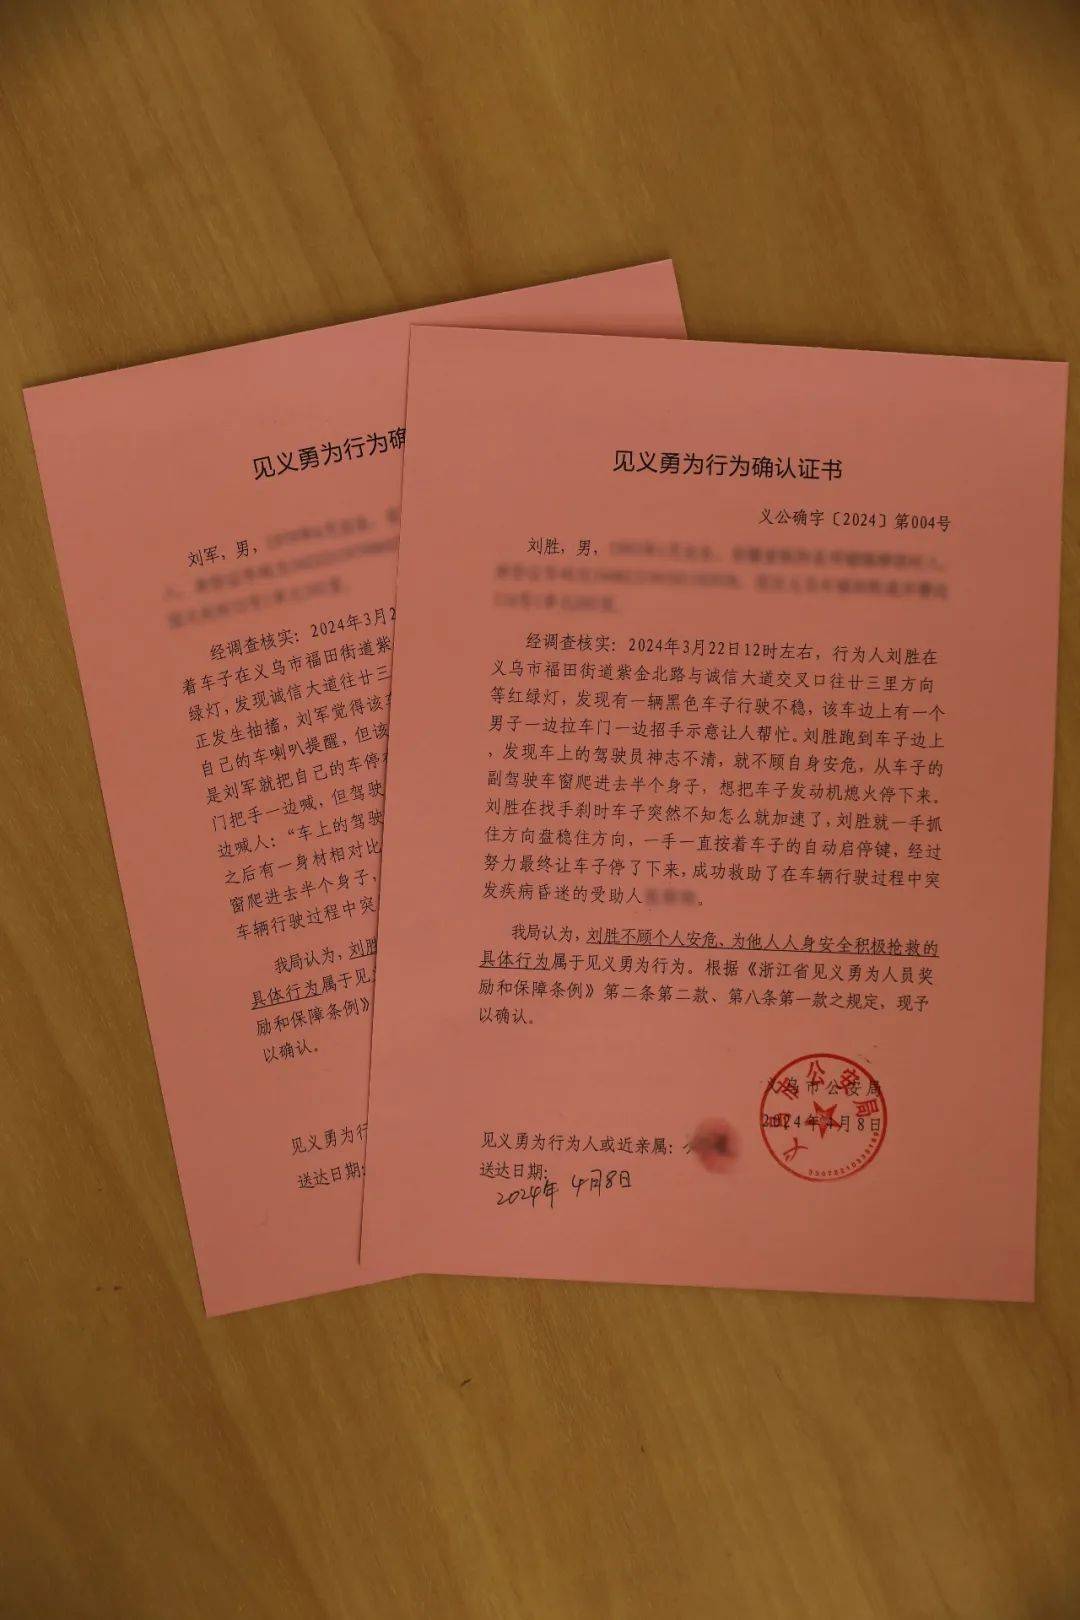 见义勇为行为确
刘军，男，
经调查核实：2024年3月2
着车子在义乌市福田街道紫
绿灯，发现诚信大道往廿三
正发生抽搐，刘军觉得该车
自己的车喇叭提醒，但该
是刘军就把自己的车停
门把手一边喊，但驾驶
边喊人：“车上的驾驶
之后有一身材相对比
窗爬进去半个身子，
车辆行驶过程中突
我局认为，刘胜
具体行为属于见义
励和保障条例》
以确认。
见义勇为行
送达日期：
见义勇为行为确认证书
义公确字〔2024〕第004号
刘胜，男，
经调查核实：2024年3月22日12时左右，行为人刘胜在
义乌市福田街道紫金北路与诚信大道交叉口往廿三里方向
等红绿灯，发现有一辆黑色车子行驶不稳，该车边上有一个
男子一边拉车门一边招手示意让人帮忙。刘胜跑到车子边上
，发现车上的驾驶员神志不清，就不顾自身安危，从车子的
副驾驶车窗爬进去半个身子，想把车子发动机熄火停下来。
刘胜在找手刹时车子突然不知怎么就加速了，刘胜就一手抓
住方向盘稳住方向，一手一直按着车子的自动启停键，经过
努力最终让车子停了下来，成功救助了在车辆行驶过程中突
发疾病昏迷的受助人 。
我局认为，刘胜不顾个人安危、为他人人身安全积极抢救的
具体行为属于见义勇为行为。根据《浙江省见义勇为人员奖
励和保障条例》第二条第二款、第八条第一款之规定，现予
以确认。
义乌市公安局
2024年4月8日
见义勇为行为人或近亲属：
送达日期：
2024年 4月8日